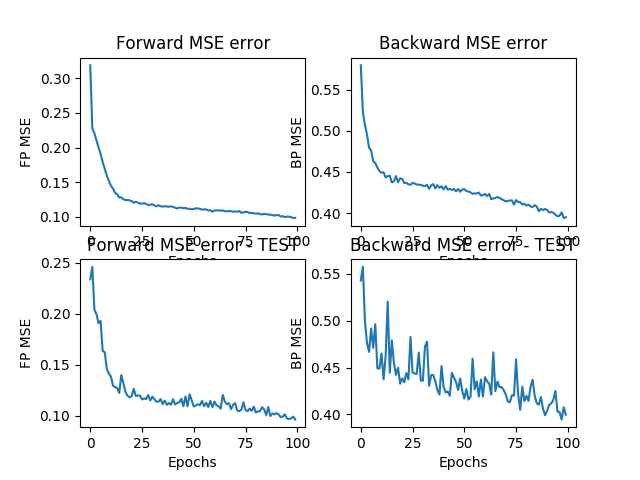 Forward MSE error
Backward MSE error
FP MSE
0.30
0.25
0.20
0.15
0.10
0 25 50 75 100
Epochs
BP MSE
0.55
0.50
0.45
0.40
0 25 50 75 100
Epochs
Forward MSE error - TEST
Backward MSE error - TEST
FP MSE
0.25
0.20
0.15
0.10
0 25 50 75 100
Epochs
BP MSE
0.55
0.50
0.45
0.40
0 25 50 75 100
Epochs